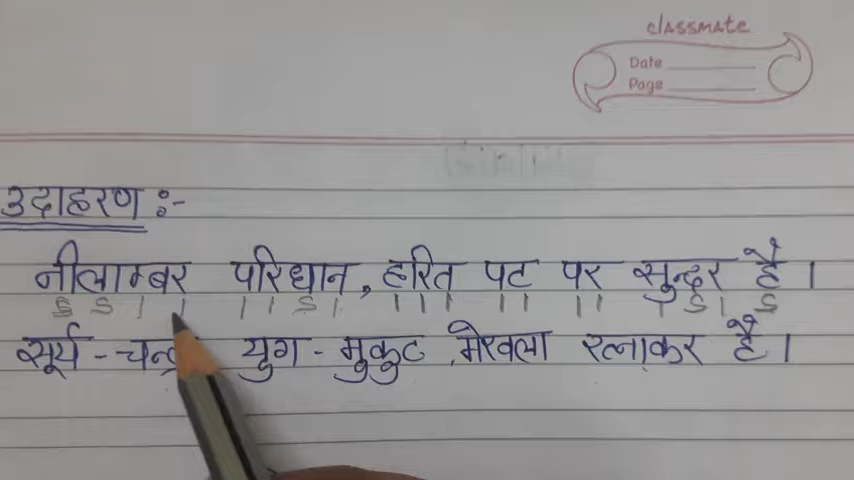 classmate
Date
Page
उदाहरण :-
नीलाम्बर परिधान, हरित पट पर सुन्दर है ।
S S I I I I S I I I I I I I I I S I S
सूर्य - चन्द्र युग - मुकुट, मेखला रत्नाकर है ।